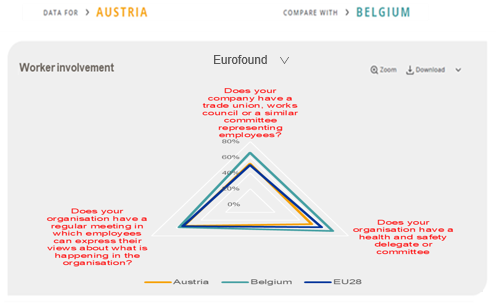 DATA FOR > AUSTRIA
COMPARE WITH > BELGIUM
Eurofound
Worker involvement
Zoom
Download
Does your
company have a
trade union, works
council or a similar
committee
representing
employees?
80%
60%
40%
20%
0%
Does your
organisation have a
regular meeting in
which employees
can express their
views about what is
happening in the
organisation?
Does your
organisation have a
health and safety
delegate or
committee
Austria
Belgium
EU28